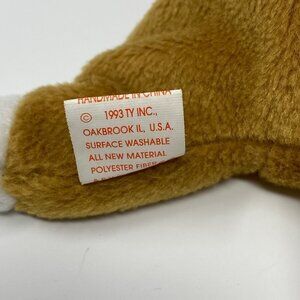 HANDMADE IN CHINA
© 1993 TY INC.,
OAKBROOK IL, U.S.A.
SURFACE WASHABLE
ALL NEW MATERIAL
POLYESTER FIBER